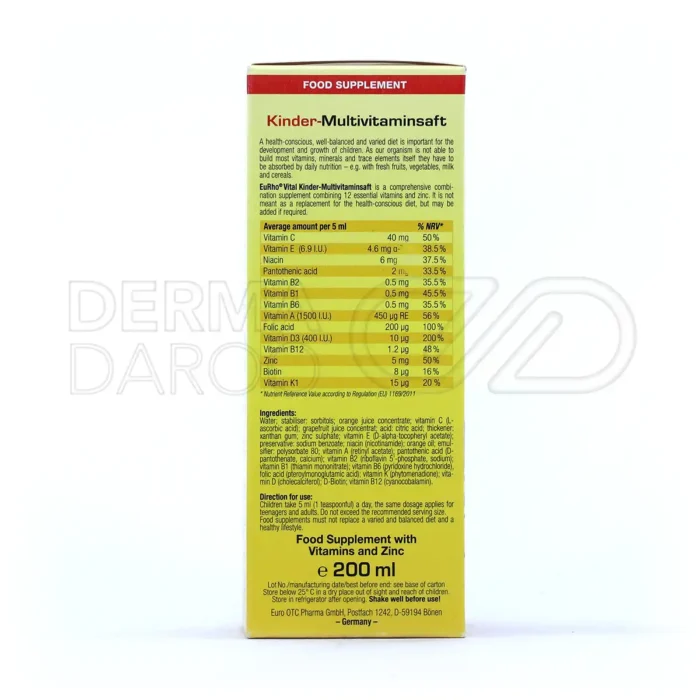 FOOD SUPPLEMENT
Kinder-Multivitaminsaft
A health-conscious, well-balanced and varied diet is important for the
development and growth of children. As our organism is not able to
build most vitamins, minerals and trace elements itself they have to
be absorbed by daily nutrition – e.g. with fresh fruits, vegetables, milk
and cereals.
EuRho® Vital Kinder-Multivitaminsaft is a comprehensive combi-
nation supplement combining 12 essential vitamins and zinc. It is not
meant as a replacement for the health-conscious diet, but may be
added if required.
Average amount per 5 ml % NRV*
Vitamin C 40 mg 50 %
Vitamin E (6.9 I.U.) 4.6 mg α- 38.5 %
Niacin 6 mg 37.5 %
Pantothenic acid 2 mg 33.5 %
Vitamin B2 0.5 mg 35.5 %
Vitamin B1 0.5 mg 45.5 %
Vitamin B6 0.5 mg 35.5 %
Vitamin A (1500 I.U.) 450 µg RE 56 %
Folic acid 200 µg 100 %
Vitamin D3 (400 I.U.) 10 µg 200 %
Vitamin B12 1.2 µg 48 %
Zinc 5 mg 50 %
Biotin 8 µg 16 %
Vitamin K1 15 µg 20 %
* Nutrient Reference Value according to Regulation (EU) 1169/2011
Ingredients:
Water; stabiliser: sorbitols; orange juice concentrate; vitamin C (L-
ascorbic acid); grapefruit juice concentrat; acid: citric acid; thickener:
xanthan gum; zinc sulphate; vitamin E (D-alpha-tocopheryl acetate);
preservative: sodium benzoate; niacin (nicotinamide); orange oil; emul-
sifier: polysorbate 80; vitamin A (retinyl acetate); pantothenic acid (D-
pantothenate, calcium); vitamin B2 (riboflavin 5'-phosphate, sodium);
vitamin B1 (thiamin mononitrate); vitamin B6 (pyridoxine hydrochloride),
folic acid (pteroylmonoglutamic acid); vitamin K (phytomenadione); vita-
min D (cholecalciferol); D-Biotin; vitamin B12 (cyanocobalamin).
Direction for use:
Children take 5 ml (1 teaspoonful) a day, the same dosage applies for
teenagers and adults. Do not exceed the recommended serving size.
Food supplements must not replace a varied and balanced diet and a
healthy lifestyle.
Food Supplement with
Vitamins and Zinc
e 200 ml
Lot No./manufacturing date/best before end: see base of carton
Store below 25° C in a dry place out of sight and reach of children.
Store in refrigerator after opening. Shake well before use!
Euro OTC Pharma GmbH, Postfach 1242, D-59194 Bönen
– Germany –
DERMA
DAROO